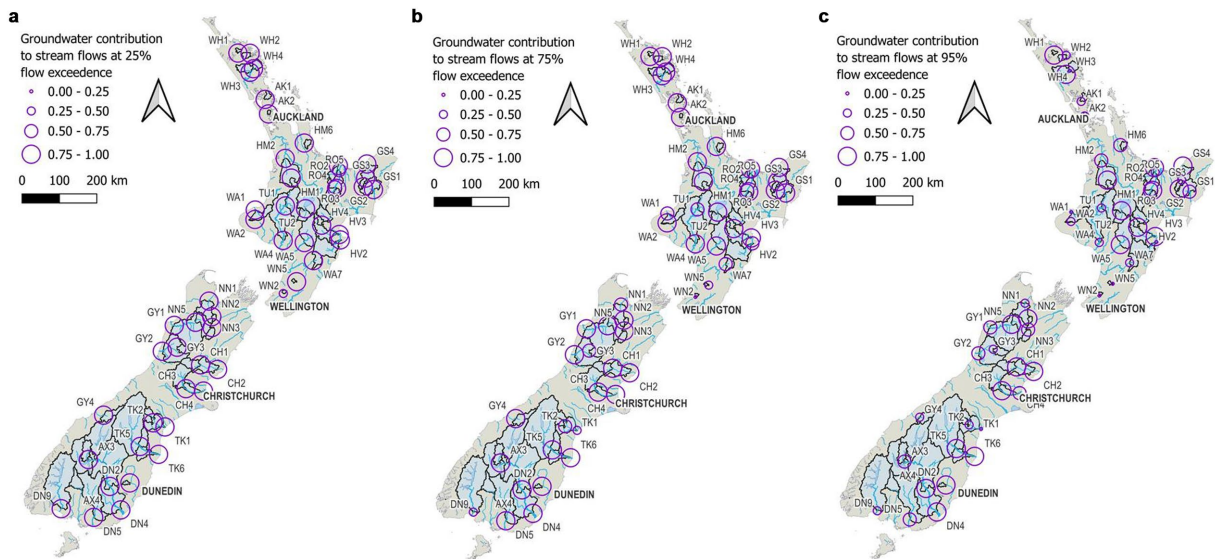 a
Groundwater contribution
to stream flows at 25%
flow exceedence
0.00 - 0.25
0.25 - 0.50
0.50 - 0.75
0.75 - 1.00
0 100 200 km
WH1
WH2
WH4
WH3
AK1
AK2
AUCKLAND
HM6
HM2
GS4
RO5
RO2
GS3
RO4
GS1
TU1
HM1
RO3
GS2
WA1
HV4
HV3
TU2
WA2
HV2
WA4
WA5
WA7
WN5
WN2
WELLINGTON
NN1
NN2
NN5
GY1
NN3
GY2
GY3
CH1
CH3
CH2
CHRISTCHURCH
CH4
GY4
TK2
TK5
TK1
AX3
TK6
DN2
DUNEDIN
DN9
AX4
DN4
DN5
b
Groundwater contribution
to stream flows at 75%
flow exceedence
0.00 - 0.25
0.25 - 0.50
0.50 - 0.75
0.75 - 1.00
0 100 200 km
WH1
WH2
WH4
WH3
AK1
AK2
AUCKLAND
HM6
HM2
GS4
RO5
RO2
GS3
RO4
GS1
TU1
HM1
RO3
GS2
WA1
HV4
HV3
TU2
WA2
HV2
WA4
WA5
WA7
WN5
WN2
WELLINGTON
NN1
NN2
NN5
GY1
NN3
GY2
GY3
CH1
CH3
CH2
CHRISTCHURCH
CH4
GY4
TK2
TK5
TK1
AX3
TK6
DN2
DUNEDIN
DN9
AX4
DN4
DN5
c
Groundwater contribution
to stream flows at 95%
flow exceedence
0.00 - 0.25
0.25 - 0.50
0.50 - 0.75
0.75 - 1.00
0 100 200 km
WH1
WH2
WH3
WH4
AK1
AK2
AUCKLAND
HM6
HM2
GS4
RO5
RO2
GS3
RO4
GS1
TU1
HM1
RO3
GS2
WA1
WA2
HV4
HV3
TU2
WA4
HV2
WA5
WA7
WN5
WN2
WELLINGTON
NN1
NN2
NN5
GY1
NN3
GY2
GY3
CH1
CH3
CH2
CHRISTCHURCH
CH4
GY4
TK2
TK1
TK5
TK6
AX3
DN2
AX4
DUNEDIN
DN9
DN5
DN4